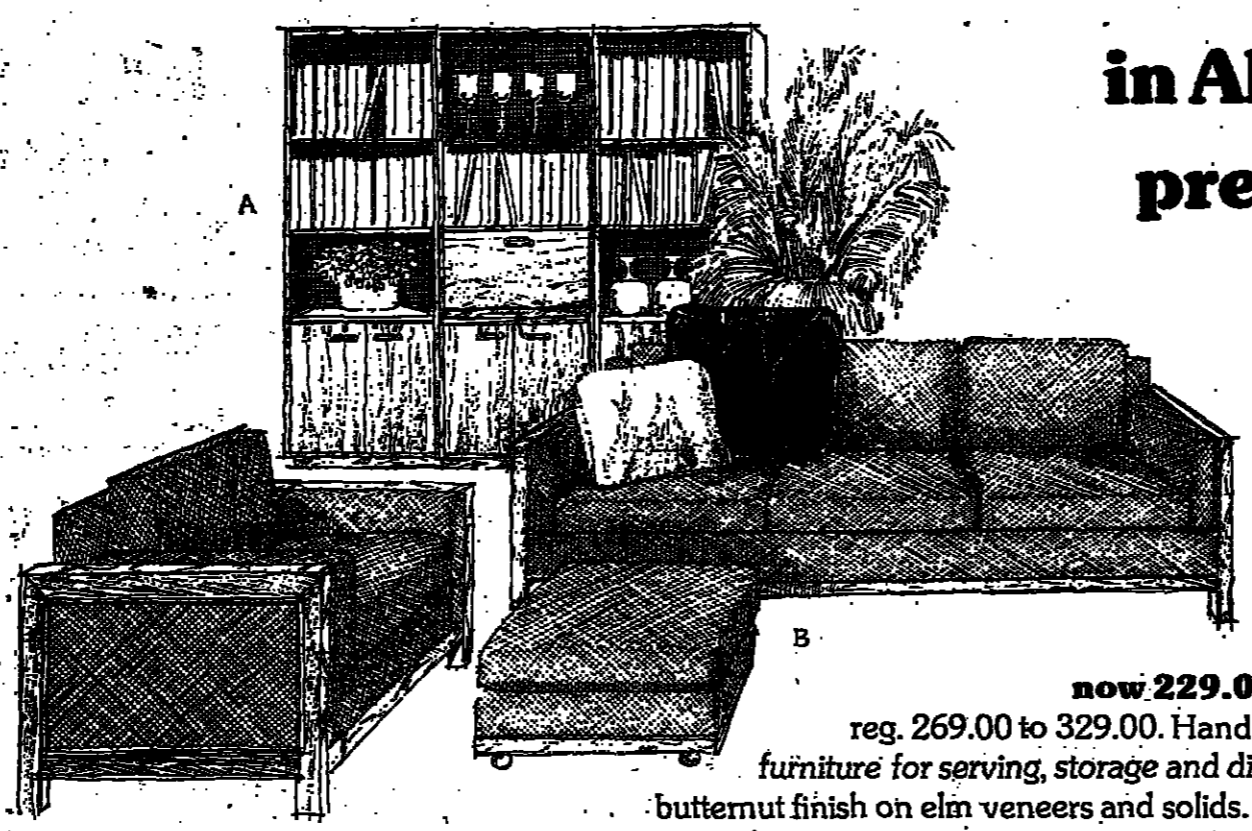 in Al
pre
A
B
now 229.0
reg. 269.00 to 329.00. Hand
furniture for serving, storage and di
butternut finish on elm veneers and solids.